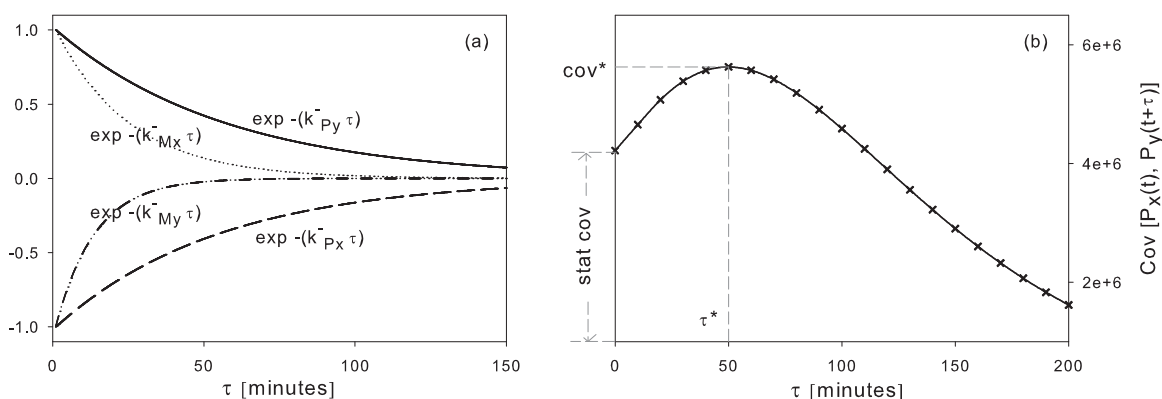 (a)
1.0
0.5
0.0
-0.5
-1.0
exp -(k⁻Py τ)
exp -(k⁻Mx τ)
exp -(k⁻My τ)
exp -(k⁻Px τ)
0 50 100 150
τ [minutes]
(b)
cov*
stat cov
τ*
6e+6
4e+6
2e+6
Cov [Px(t), Py(t+τ)]
0 50 100 150 200
τ [minutes]